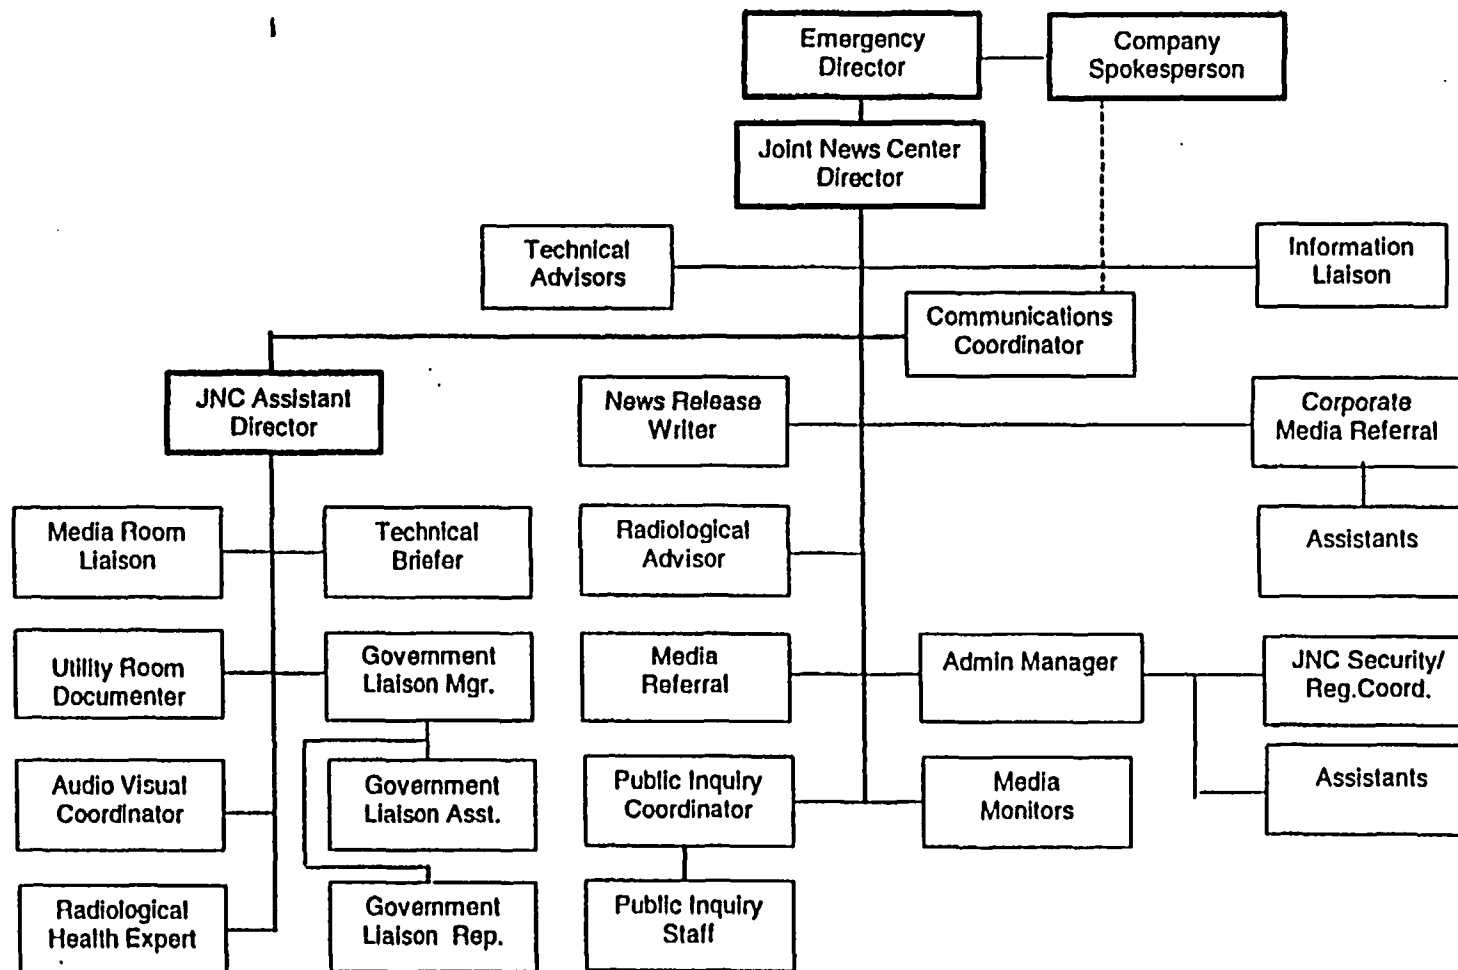 Emergency
Director
Company
Spokesperson
Joint News Center
Director
Technical
Advisors
Information
Liaison
Communications
Coordinator
JNC Assistant
Director
News Release
Writer
Corporate
Media Referral
Media Room
Liaison
Technical
Briefer
Radiological
Advisor
Assistants
Utility Room
Documenter
Government
Liaison Mgr.
Media
Referral
Admin Manager
JNC Security/
Reg.Coord.
Audio Visual
Coordinator
Government
Liaison Asst.
Public Inquiry
Coordinator
Media
Monitors
Assistants
Radiological
Health Expert
Government
Liaison Rep.
Public Inquiry
Staff